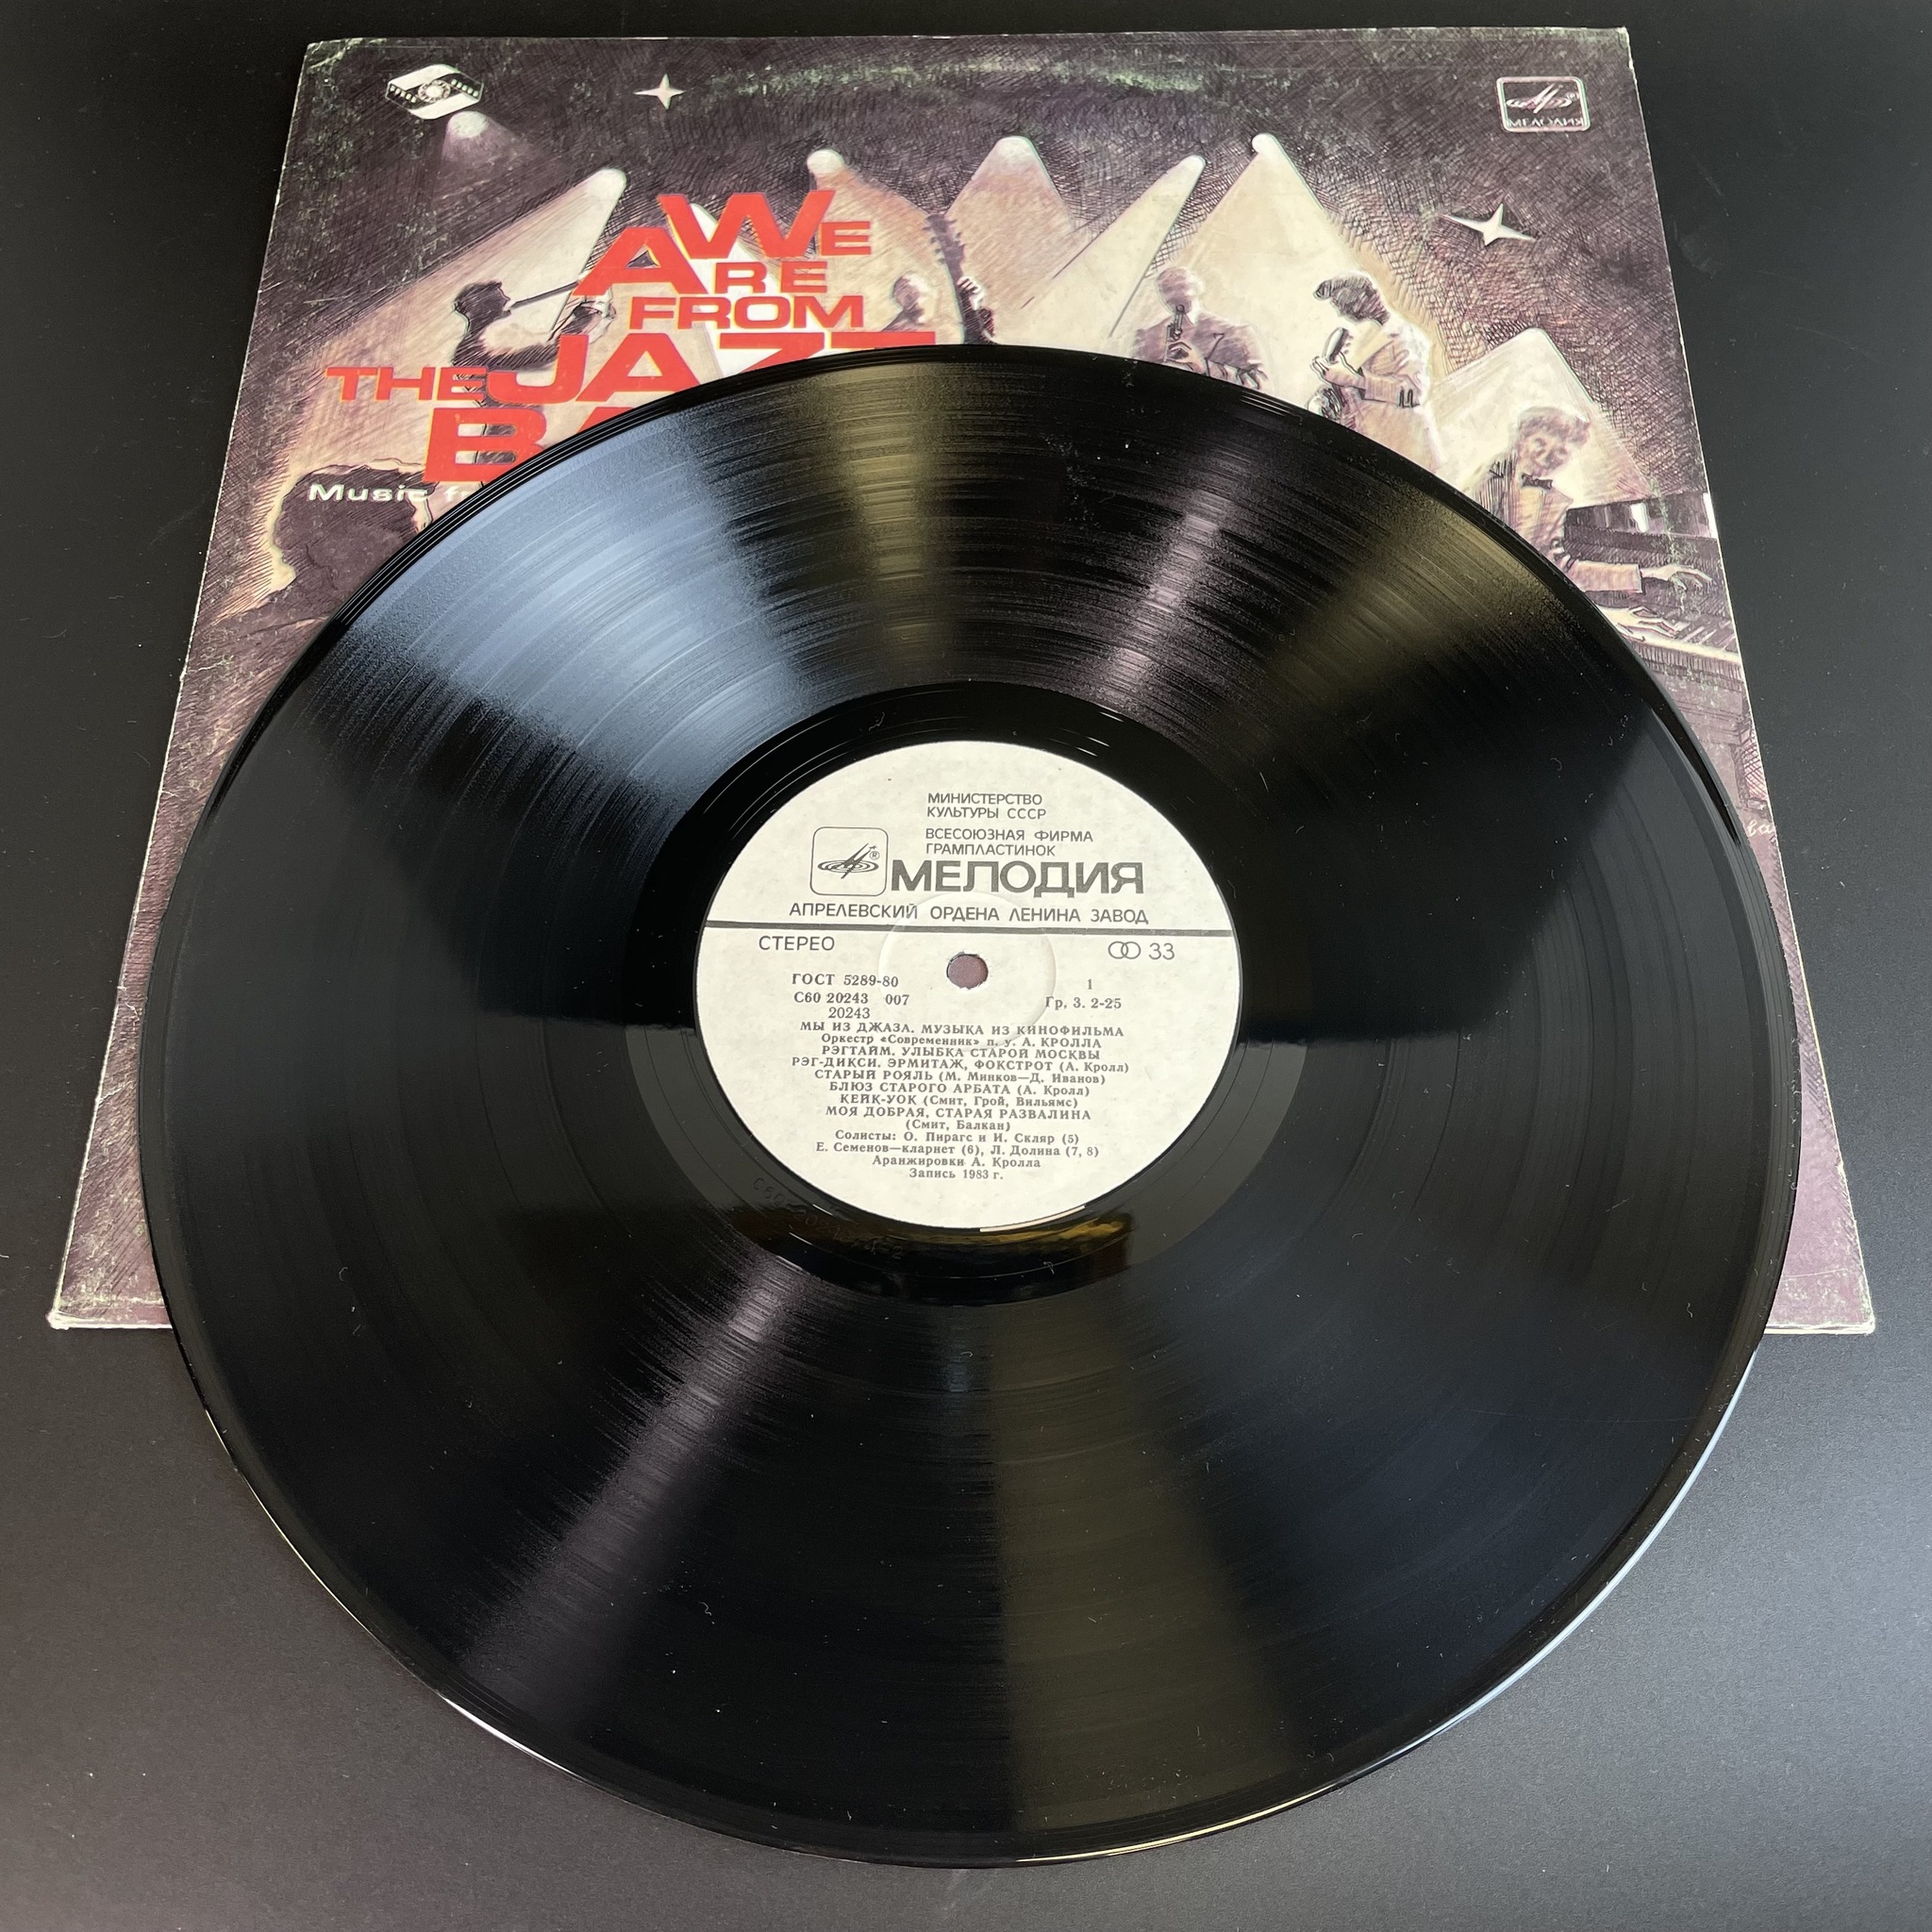 МЕЛОДИЯ
WE
ARE
FROM
THE JAZZ
Music
МИНИСТЕРСТВО
КУЛЬТУРЫ СССР
ВСЕСОЮЗНАЯ ФИРМА
ГРАМПЛАСТИНОК
МЕЛОДИЯ
АПРЕЛЕВСКИЙ ОРДЕНА ЛЕНИНА ЗАВОД
СТЕРЕО 33
ГОСТ 5289-80 1
С60 20243 007 Гр. 3. 2-25
20243
МЫ ИЗ ДЖАЗА. МУЗЫКА ИЗ КИНОФИЛЬМА
Оркестр «Современник» п. у. А. КРОЛЛА
РЭГТАЙМ. УЛЫБКА СТАРОЙ МОСКВЫ
РЭГ-ДИКСИ. ЭРМИТАЖ, ФОКСТРОТ (А. Кролл)
СТАРЫЙ РОЯЛЬ (М. Минков—Д. Иванов)
БЛЮЗ СТАРОГО АРБАТА (А. Кролл)
КЕЙК-УОК (Смит, Грой, Вильямс)
МОЯ ДОБРАЯ, СТАРАЯ РАЗВАЛИНА
(Смит, Балкан)
Солисты: О. Пирагс и И. Скляр (5)
Е. Семенов—кларнет (6), Л. Долина (7, 8)
Аранжировки А. Кролла
Запись 1983 г.